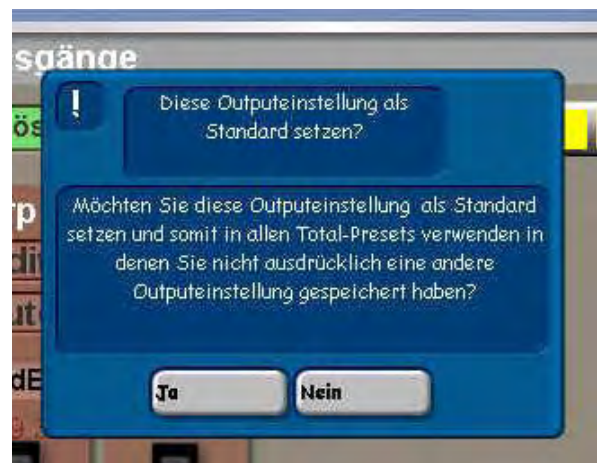 sgänge
!
Diese Outputeinstellung als
Standard setzen?
Möchten Sie diese Outputeinstellung als Standard
setzen und somit in allen Total-Presets verwenden in
denen Sie nicht ausdrücklich eine andere
Outputeinstellung gespeichert haben?
Ja Nein